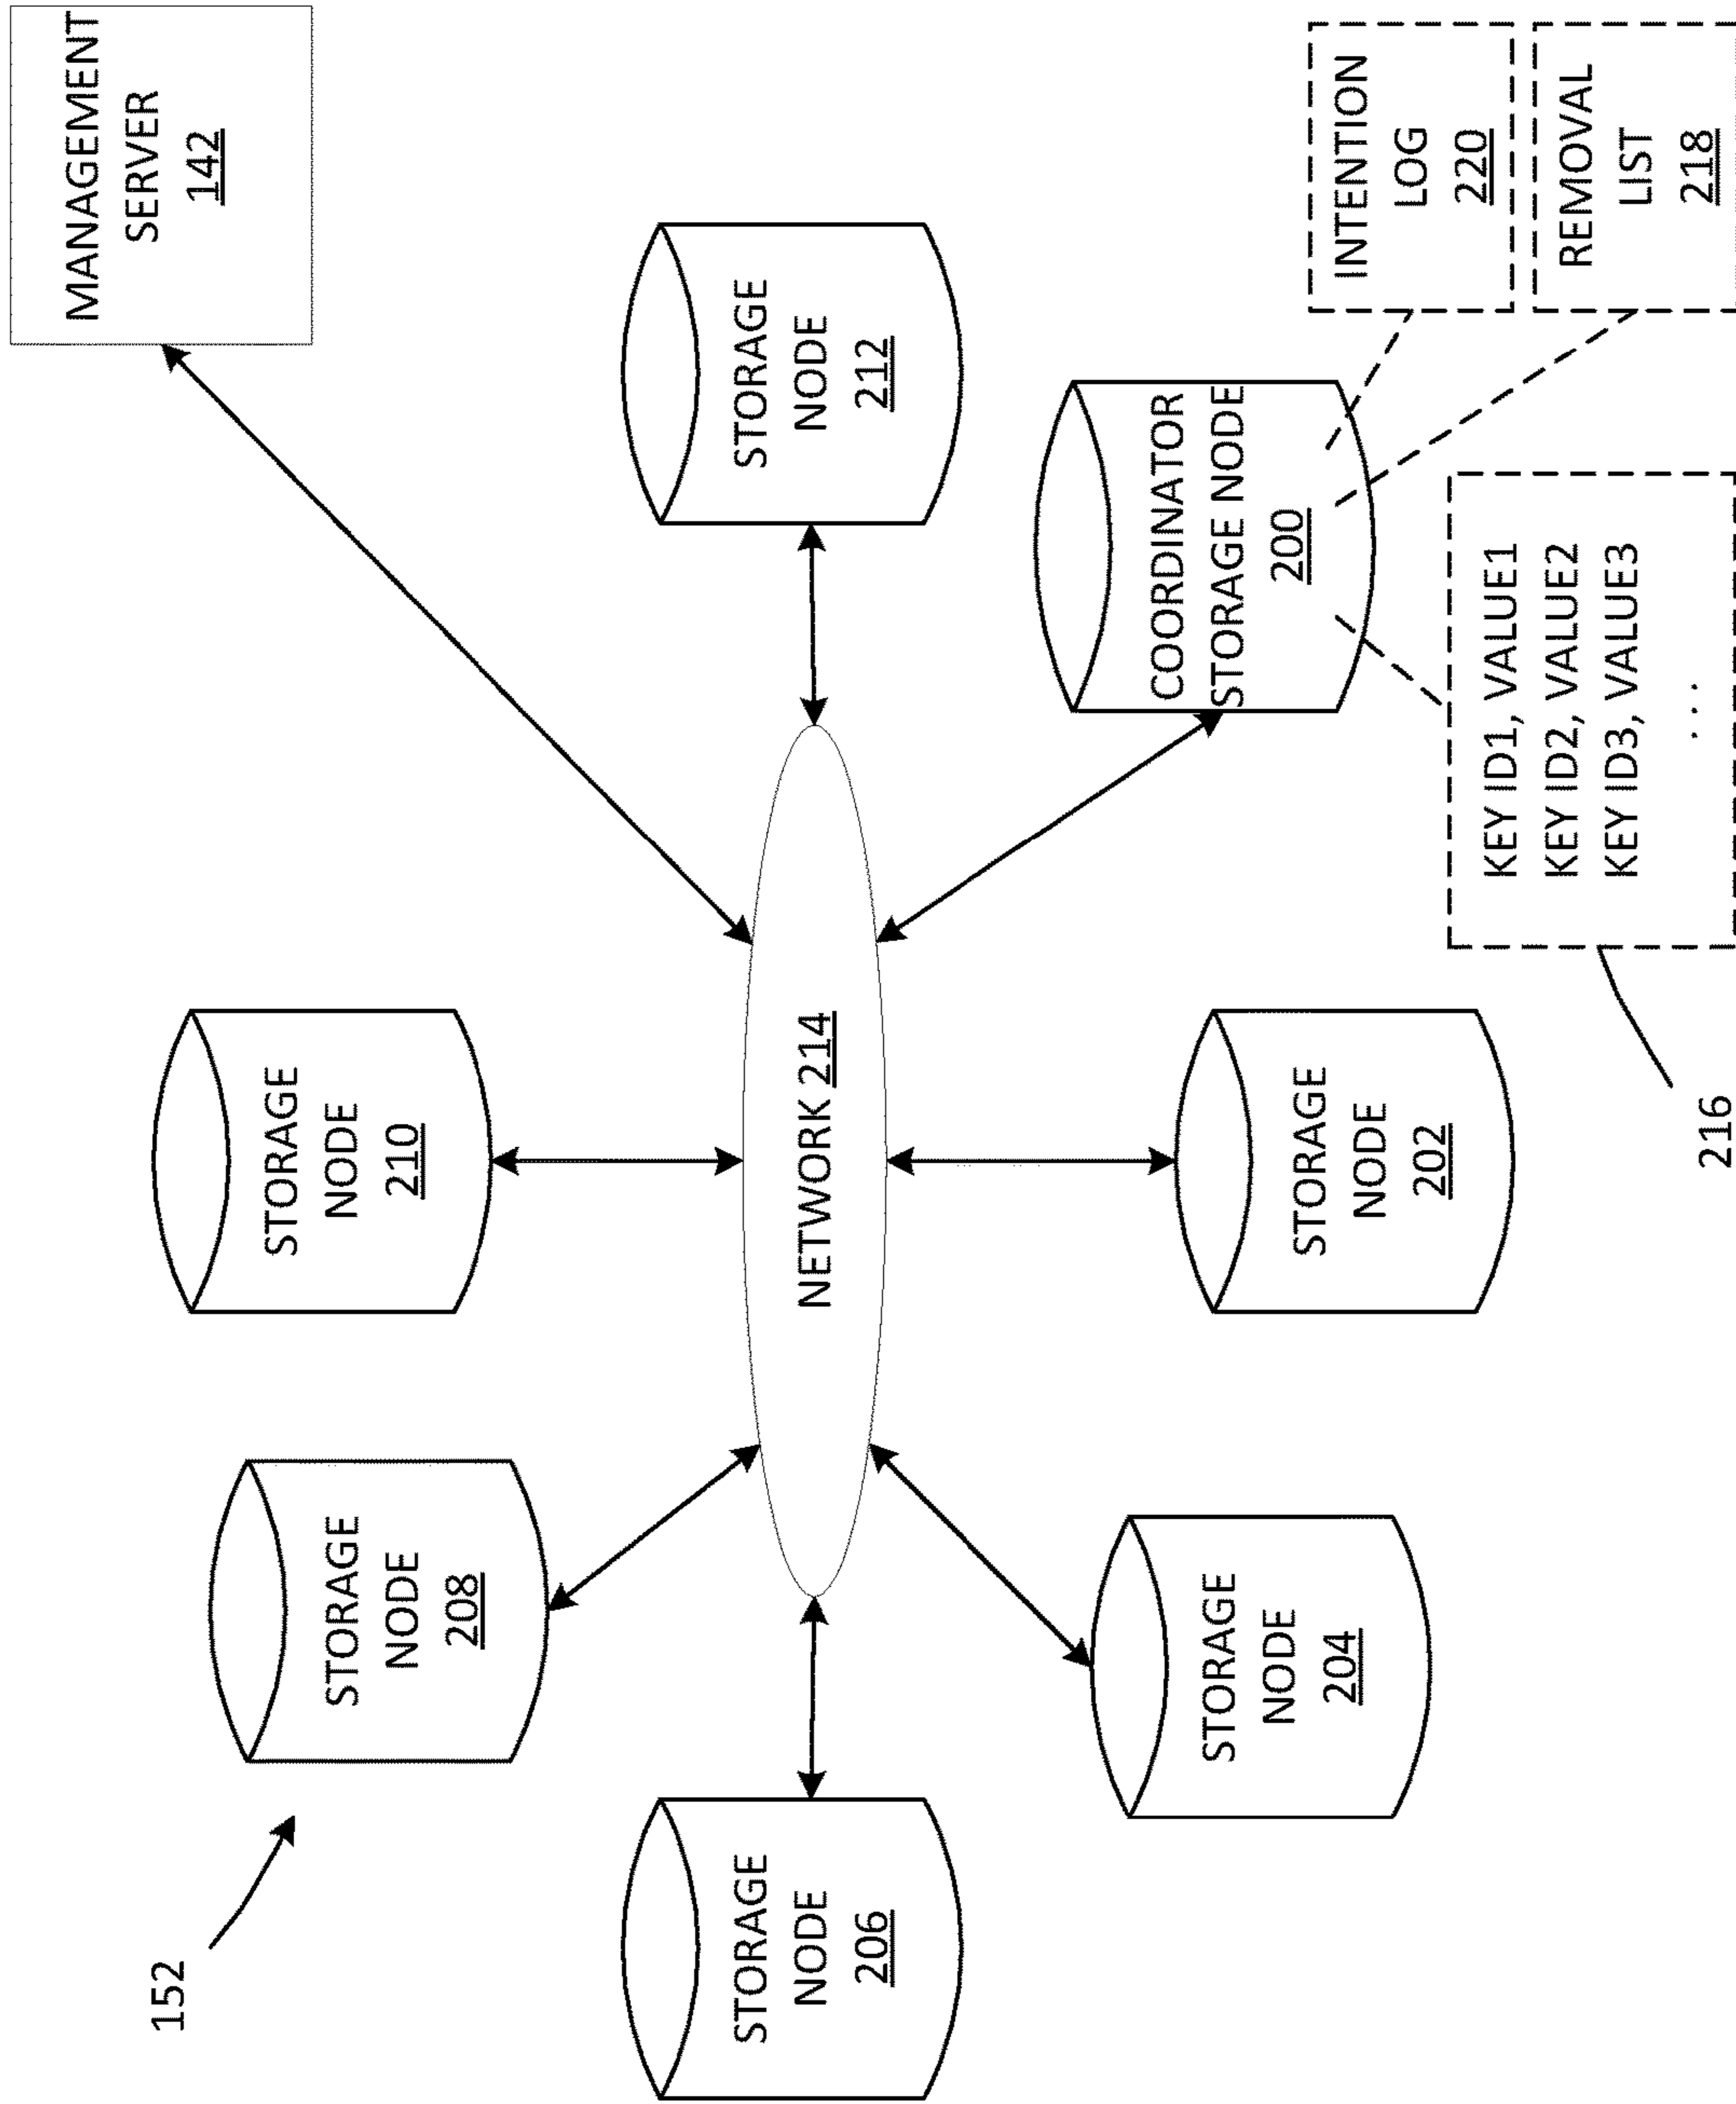 152
STORAGE
NODE
208
STORAGE
NODE
210
MANAGEMENT
SERVER
142
STORAGE
NODE
206
NETWORK 214
STORAGE
NODE
212
STORAGE
NODE
204
STORAGE
NODE
202
COORDINATOR
STORAGE NODE
200
216
KEY ID1, VALUE1
KEY ID2, VALUE2
KEY ID3, VALUE3
. . .
INTENTION
LOG
220
REMOVAL
LIST
218